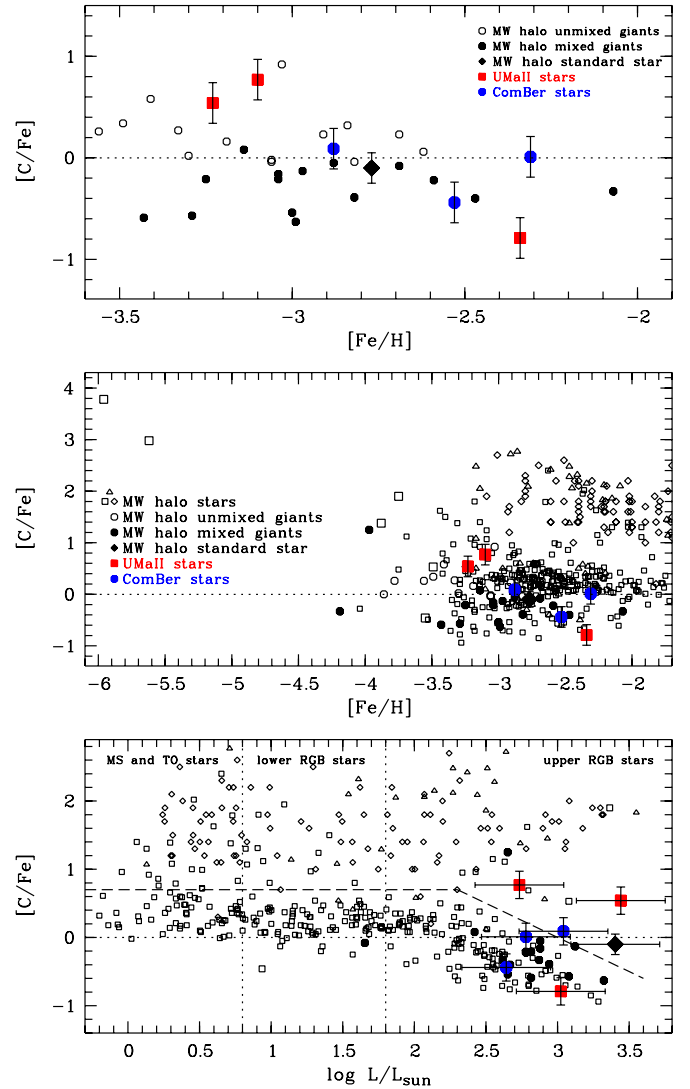 MW halo unmixed giants
MW halo mixed giants
MW halo standard star
UMaII stars
ComBer stars
[C/Fe]
1
0
−1
−3.5
−3
−2.5
−2
[Fe/H]
[C/Fe]
4
3
2
1
0
−1
MW halo stars
MW halo unmixed giants
MW halo mixed giants
MW halo standard star
UMaII stars
ComBer stars
−6
−5.5
−5
−4.5
−4
−3.5
−3
−2.5
−2
[Fe/H]
MS and TO stars
lower RGB stars
upper RGB stars
[C/Fe]
2
1
0
−1
0
0.5
1
1.5
2
2.5
3
3.5
log L/Lsun